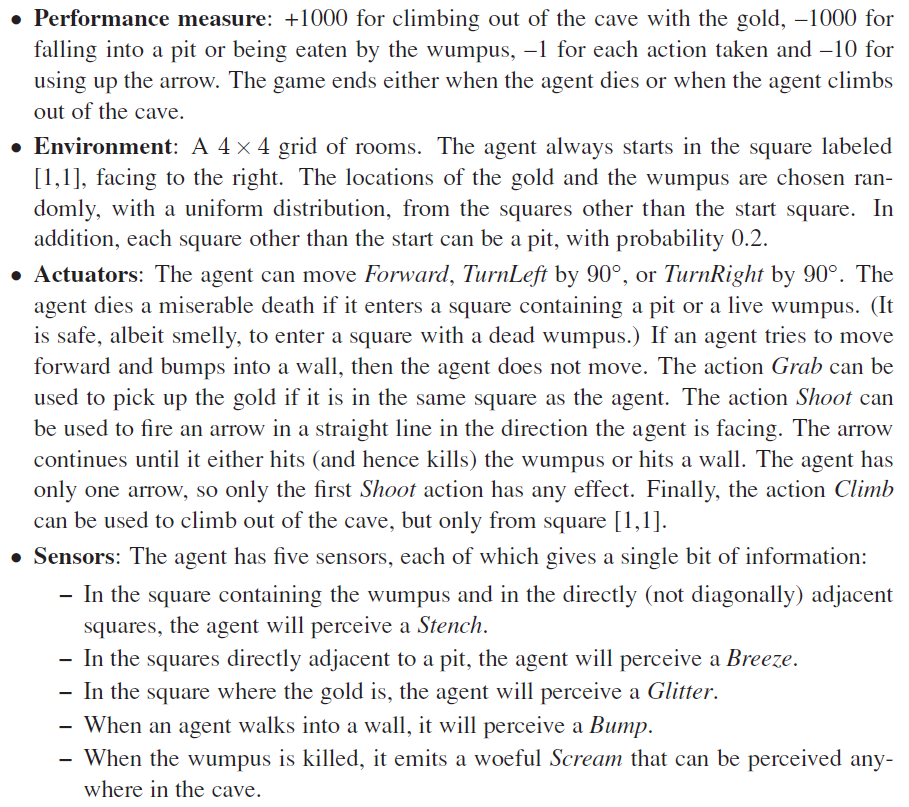 • Performance measure: +1000 for climbing out of the cave with the gold, –1000 for
falling into a pit or being eaten by the wumpus, –1 for each action taken and –10 for
using up the arrow. The game ends either when the agent dies or when the agent climbs
out of the cave.
• Environment: A 4 × 4 grid of rooms. The agent always starts in the square labeled
[1,1], facing to the right. The locations of the gold and the wumpus are chosen ran-
domly, with a uniform distribution, from the squares other than the start square. In
addition, each square other than the start can be a pit, with probability 0.2.
• Actuators: The agent can move Forward, TurnLeft by 90°, or TurnRight by 90°. The
agent dies a miserable death if it enters a square containing a pit or a live wumpus. (It
is safe, albeit smelly, to enter a square with a dead wumpus.) If an agent tries to move
forward and bumps into a wall, then the agent does not move. The action Grab can be
used to pick up the gold if it is in the same square as the agent. The action Shoot can
be used to fire an arrow in a straight line in the direction the agent is facing. The arrow
continues until it either hits (and hence kills) the wumpus or hits a wall. The agent has
only one arrow, so only the first Shoot action has any effect. Finally, the action Climb
can be used to climb out of the cave, but only from square [1,1].
• Sensors: The agent has five sensors, each of which gives a single bit of information:
– In the square containing the wumpus and in the directly (not diagonally) adjacent
squares, the agent will perceive a Stench.
– In the squares directly adjacent to a pit, the agent will perceive a Breeze.
– In the square where the gold is, the agent will perceive a Glitter.
– When an agent walks into a wall, it will perceive a Bump.
– When the wumpus is killed, it emits a woeful Scream that can be perceived any-
where in the cave.